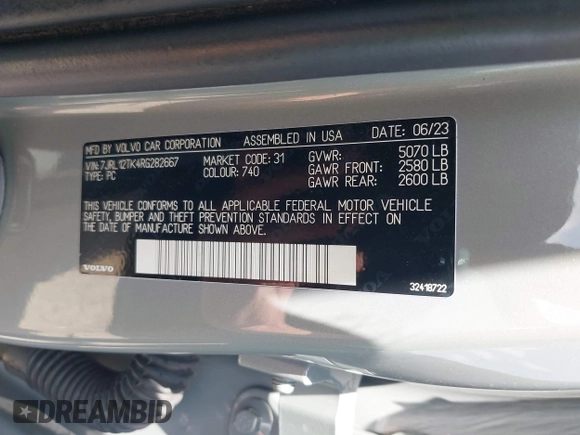 MFD BY VOLVO CAR CORPORATION ASSEMBLED IN USA DATE: 06/23
VIN: 7JRL12TK4RG282667 MARKET CODE: 31 GVWR: 5070 LB
TYPE: PC COLOUR: 740 GAWR FRONT: 2580 LB
GAWR REAR: 2600 LB
THIS VEHICLE CONFORMS TO ALL APPLICABLE FEDERAL MOTOR VEHICLE
SAFETY, BUMPER AND THEFT PREVENTION STANDARDS IN EFFECT ON
THE DATE OF MANUFACTURE SHOWN ABOVE.
VOLVO 32418722
DREAMBID